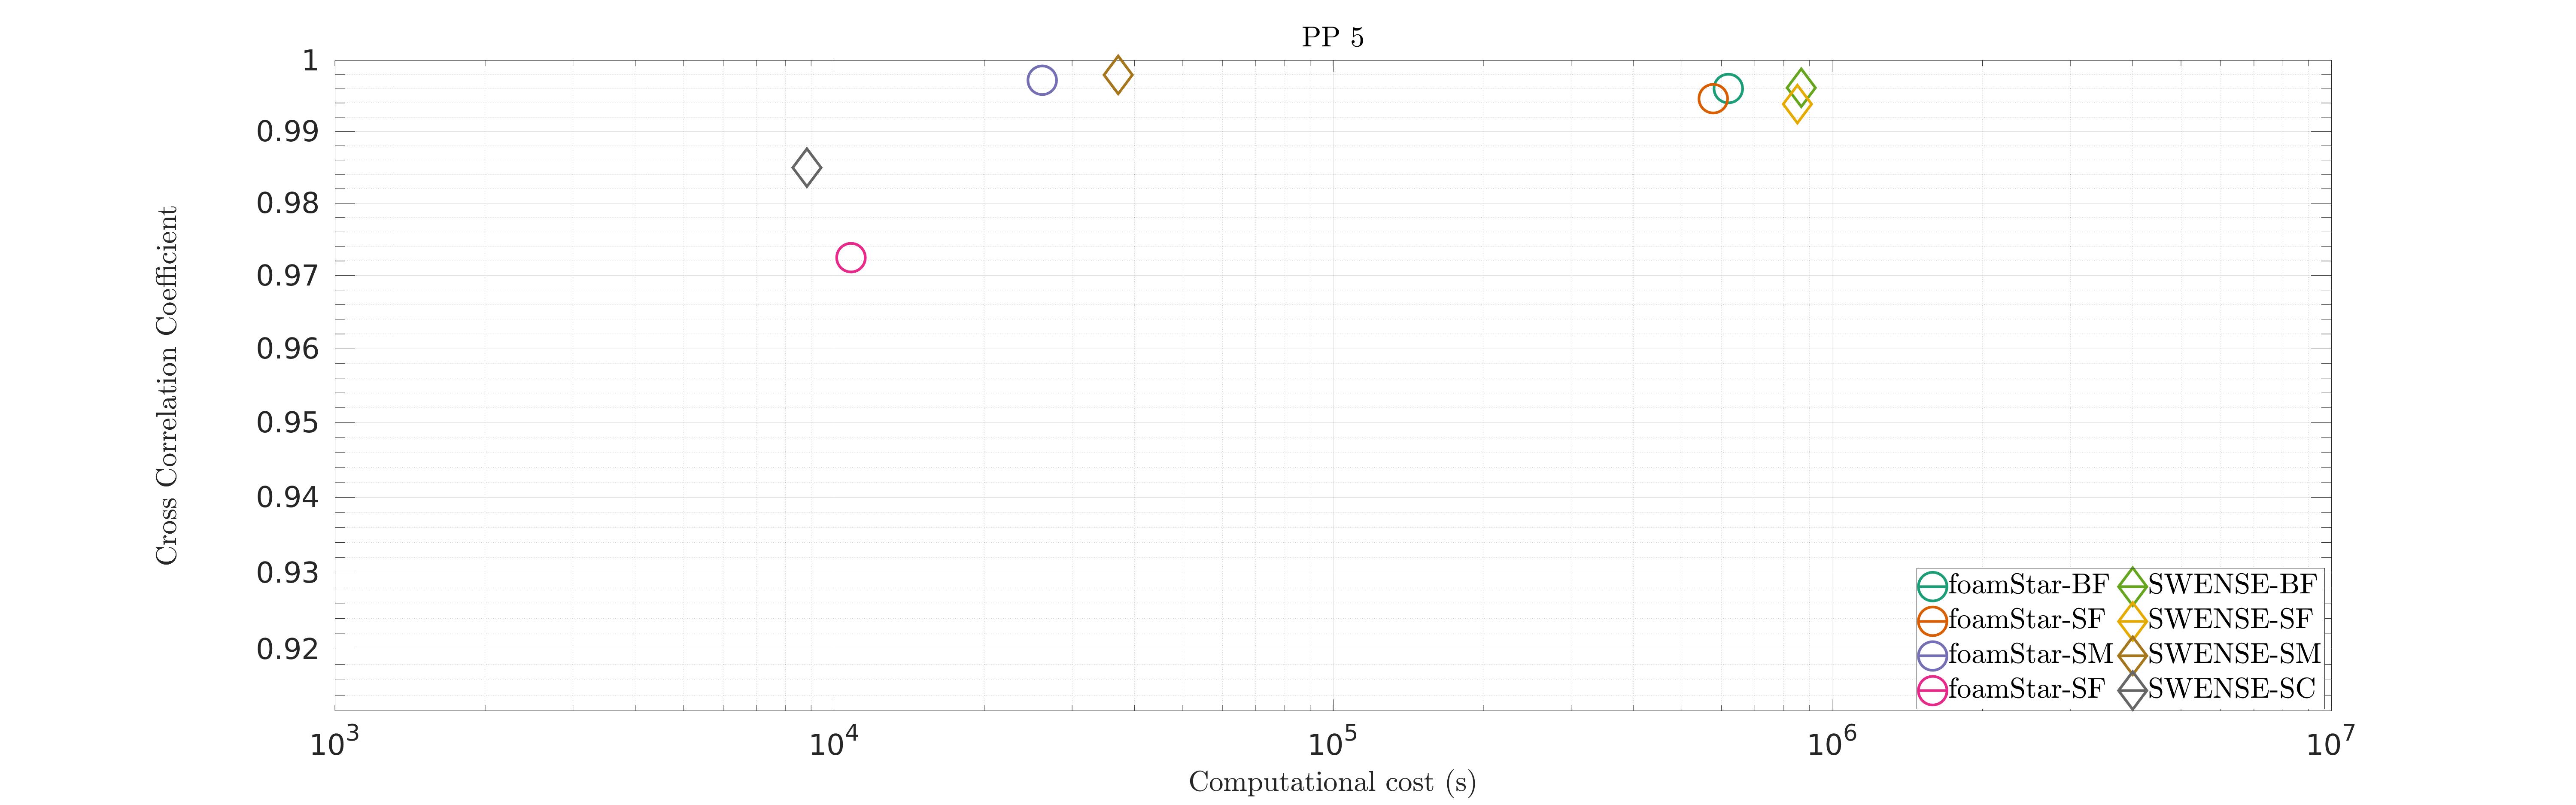 PP 5
1
0.99
0.98
0.97
0.96
0.95
0.94
0.93
0.92
Cross Correlation Coefficient
foamStar-BF SWENSE-BF
foamStar-SF SWENSE-SF
foamStar-SM SWENSE-SM
foamStar-SF SWENSE-SC
10^3 10^4 10^5 10^6 10^7
Computational cost (s)